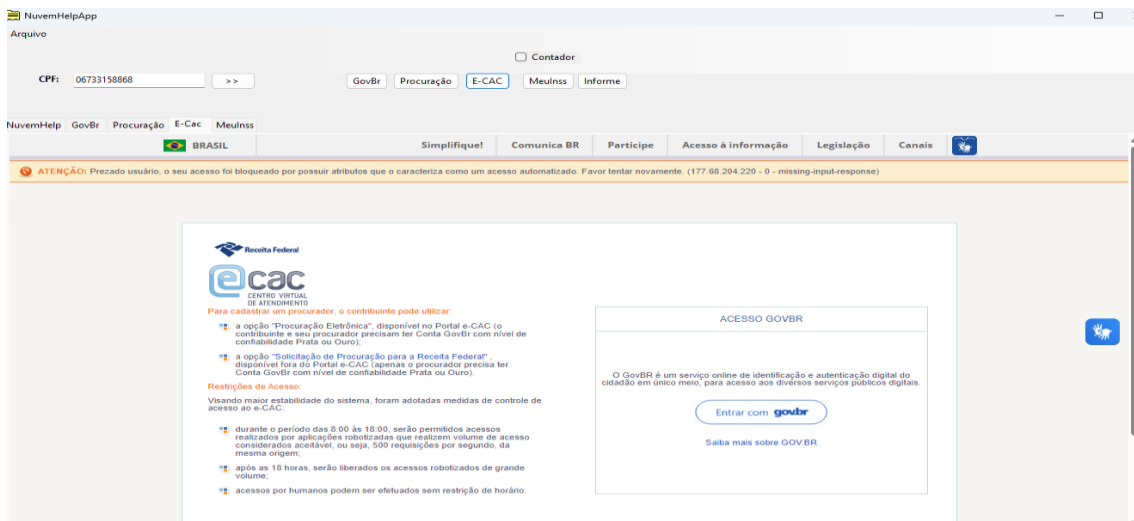 NuvemHelpApp
Arquivo
Contador
CPF: 06733158868 >> GovBr Procuração E-CAC MeuInss Informe
NuvemHelp GovBr Procuração E-Cac MeuInss
BRASIL Simplifique! Comunica BR Participe Acesso à informação Legislação Canais
ATENÇÃO: Prezado usuário, o seu acesso foi bloqueado por possuir atributos que o caracteriza como um acesso automatizado. Favor tentar novamente. (177.68.204.220 - 0 - missing-input-response)
Receita Federal
ecac
CENTRO VIRTUAL
DE ATENDIMENTO
Para cadastrar um procurador, o contribuinte pode utilizar:
a opção "Procuração Eletrônica", disponível no Portal e-CAC (o
contribuinte e seu procurador precisam ter Conta GovBr com nível de
confiabilidade Prata ou Ouro);
a opção "Solicitação de Procuração para a Receita Federal" ,
disponível fora do Portal e-CAC (apenas o procurador precisa ter
Conta GovBr com nível de confiabilidade Prata ou Ouro).
Restrições de Acesso:
Visando maior estabilidade do sistema, foram adotadas medidas de controle de
acesso ao e-CAC:
durante o período das 8:00 às 18:00, serão permitidos acessos
realizados por aplicações robotizadas que realizem volume de acesso
considerados aceitável, ou seja, 500 requisições por segundo, da
mesma origem;
após as 18 horas, serão liberados os acessos robotizados de grande
volume;
acessos por humanos podem ser efetuados sem restrição de horário.
ACESSO GOVBR
O GovBR é um serviço online de identificação e autenticação digital do
cidadão em único meio, para acesso aos diversos serviços públicos digitais.
Entrar com gov.br
Saiba mais sobre GOV.BR